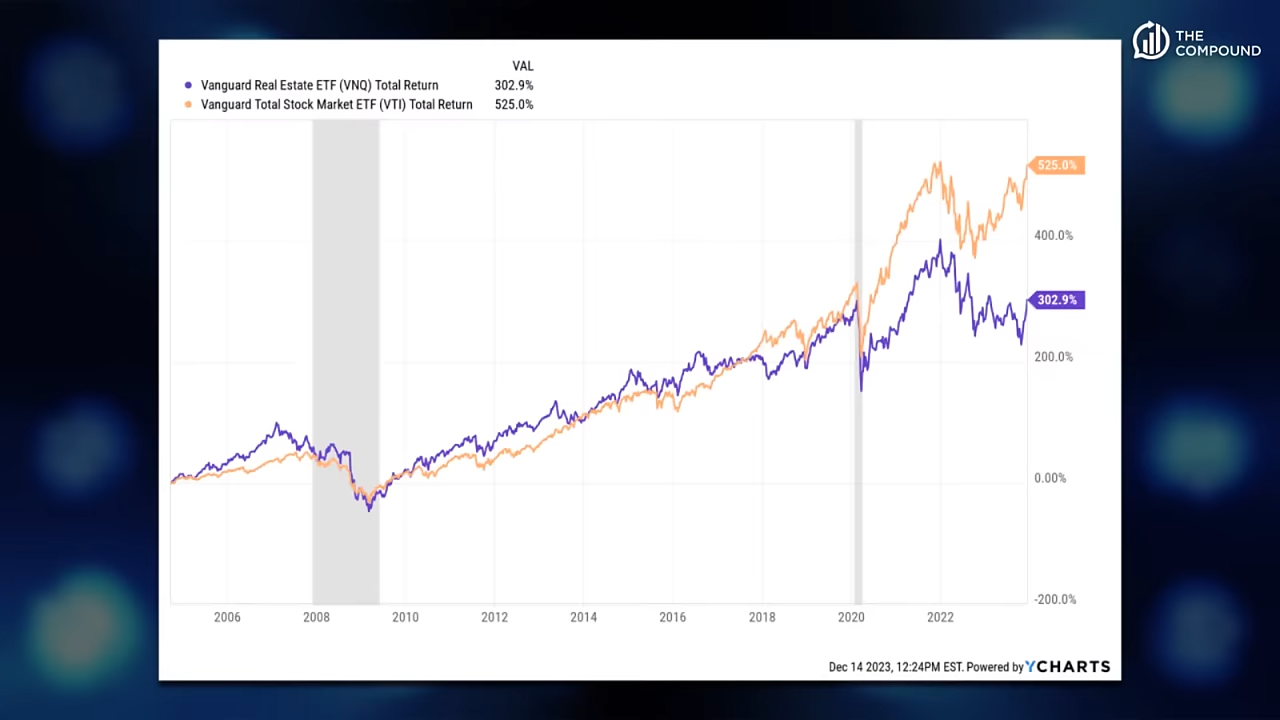 THE
COMPOUND
VAL
Vanguard Real Estate ETF (VNQ) Total Return 302.9%
Vanguard Total Stock Market ETF (VTI) Total Return 525.0%
525.0%
400.0%
302.9%
200.0%
0.00%
-200.0%
2006 2008 2010 2012 2014 2016 2018 2020 2022
Dec 14 2023, 12:24PM EST. Powered by YCHARTS